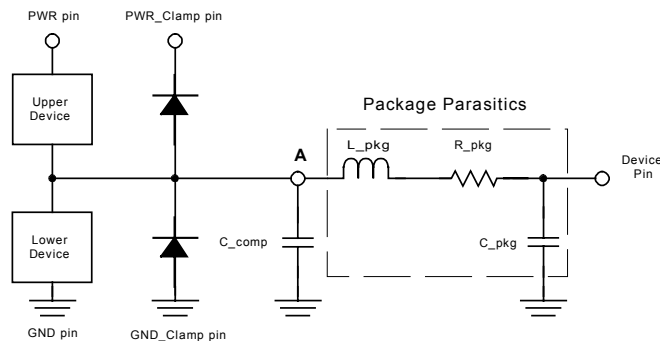 PWR pin
PWR_Clamp pin
Upper
Device
Package Parasitics
A
L_pkg
R_pkg
Device
Pin
Lower
Device
C_comp
C_pkg
GND pin
GND_Clamp pin